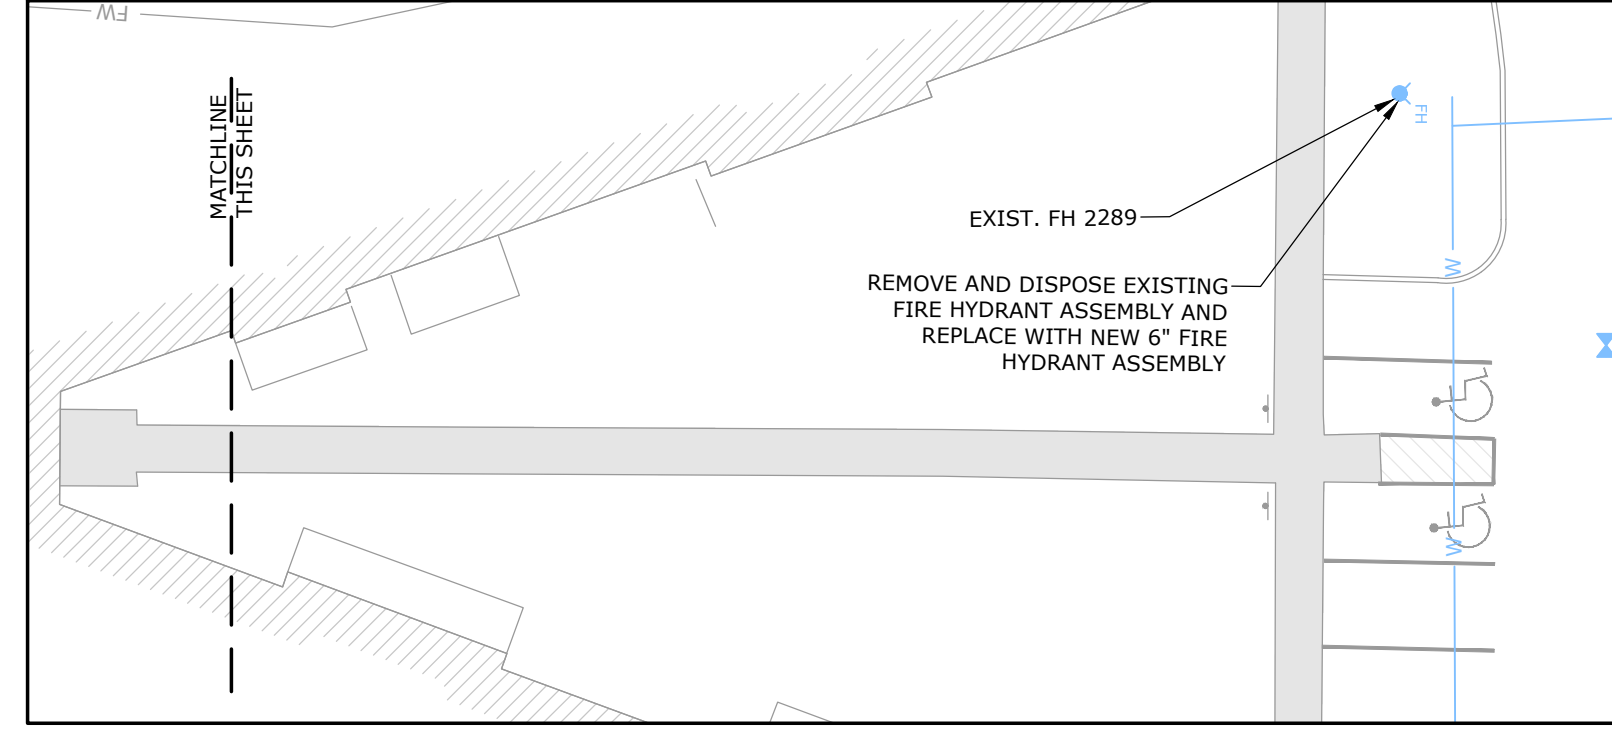 FW
MATCHLINE
THIS SHEET
FH
EXIST. FH 2289
W
REMOVE AND DISPOSE EXISTING
FIRE HYDRANT ASSEMBLY AND
REPLACE WITH NEW 6" FIRE
HYDRANT ASSEMBLY
W